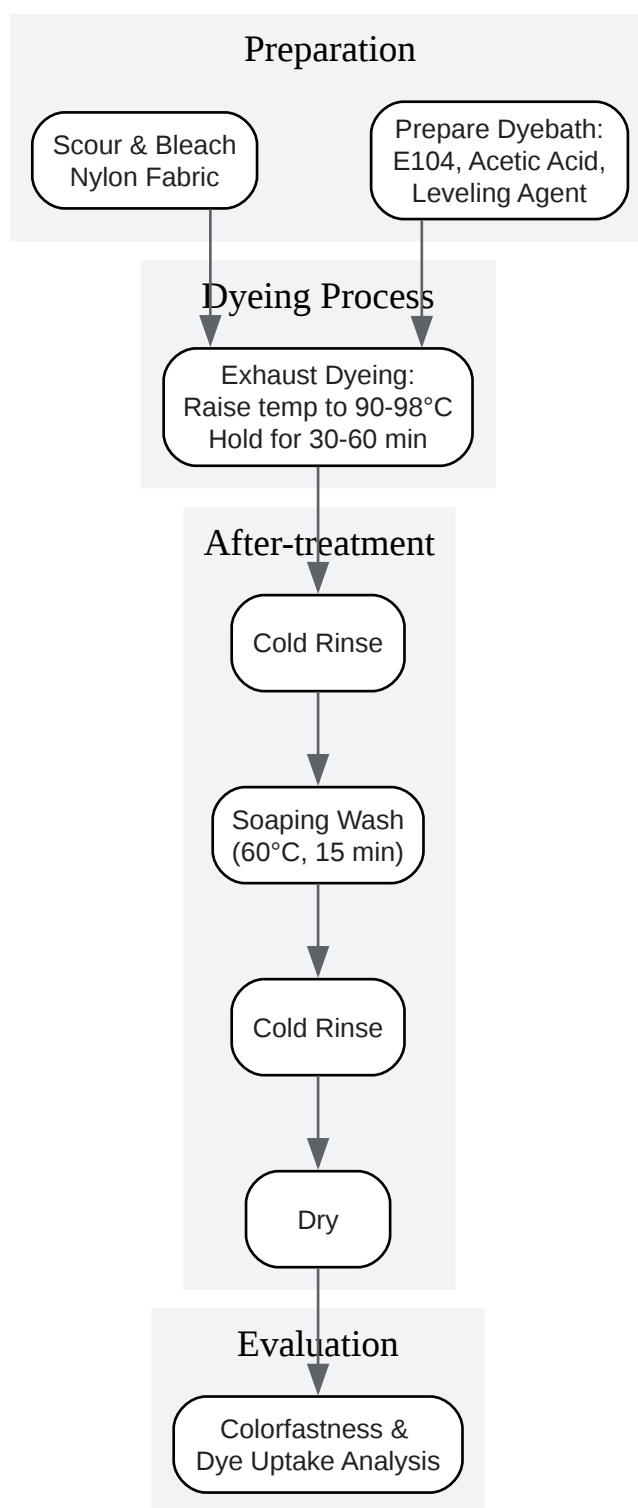 Preparation
Scour & Bleach
Nylon Fabric
Prepare Dyebath:
E104, Acetic Acid,
Leveling Agent
Dyeing Process
Exhaust Dyeing:
Raise temp to 90-98°C
Hold for 30-60 min
After-treatment
Cold Rinse
Soaping Wash
(60°C, 15 min)
Cold Rinse
Dry
Evaluation
Colorfastness &
Dye Uptake Analysis